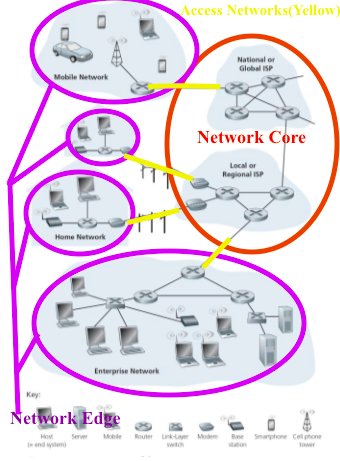 Access Networks(Yellow)
National or
Global ISP
Mobile Network
Network Core
Local or
Regional ISP
Home Network
Enterprise Network
Key:
Network Edge
Host
(= end system)
Server
Mobile
Router
Link-Layer
switch
Modem
Base
station
Smartphone
Cell phone
tower